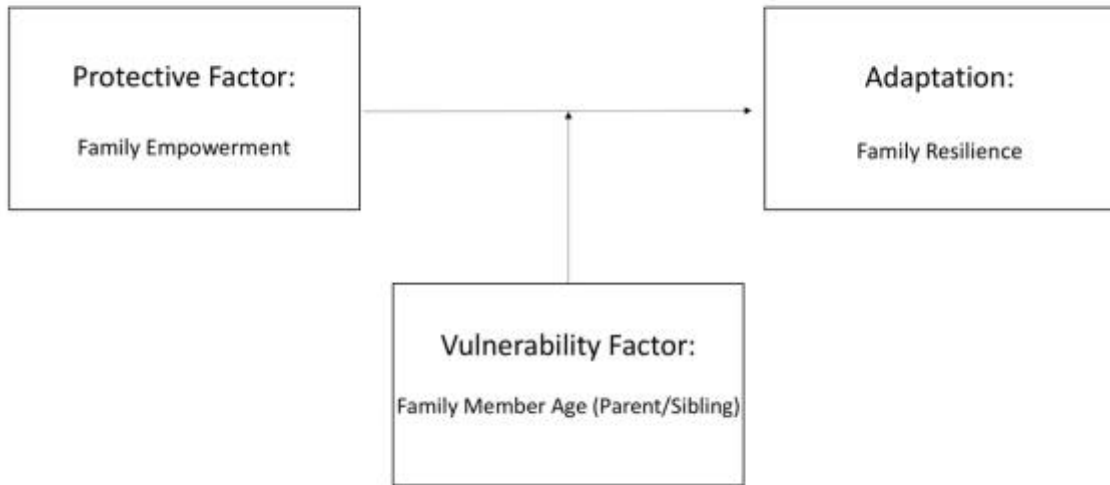 Protective Factor:
Family Empowerment
Adaptation:
Family Resilience
Vulnerability Factor:
Family Member Age (Parent/Sibling)